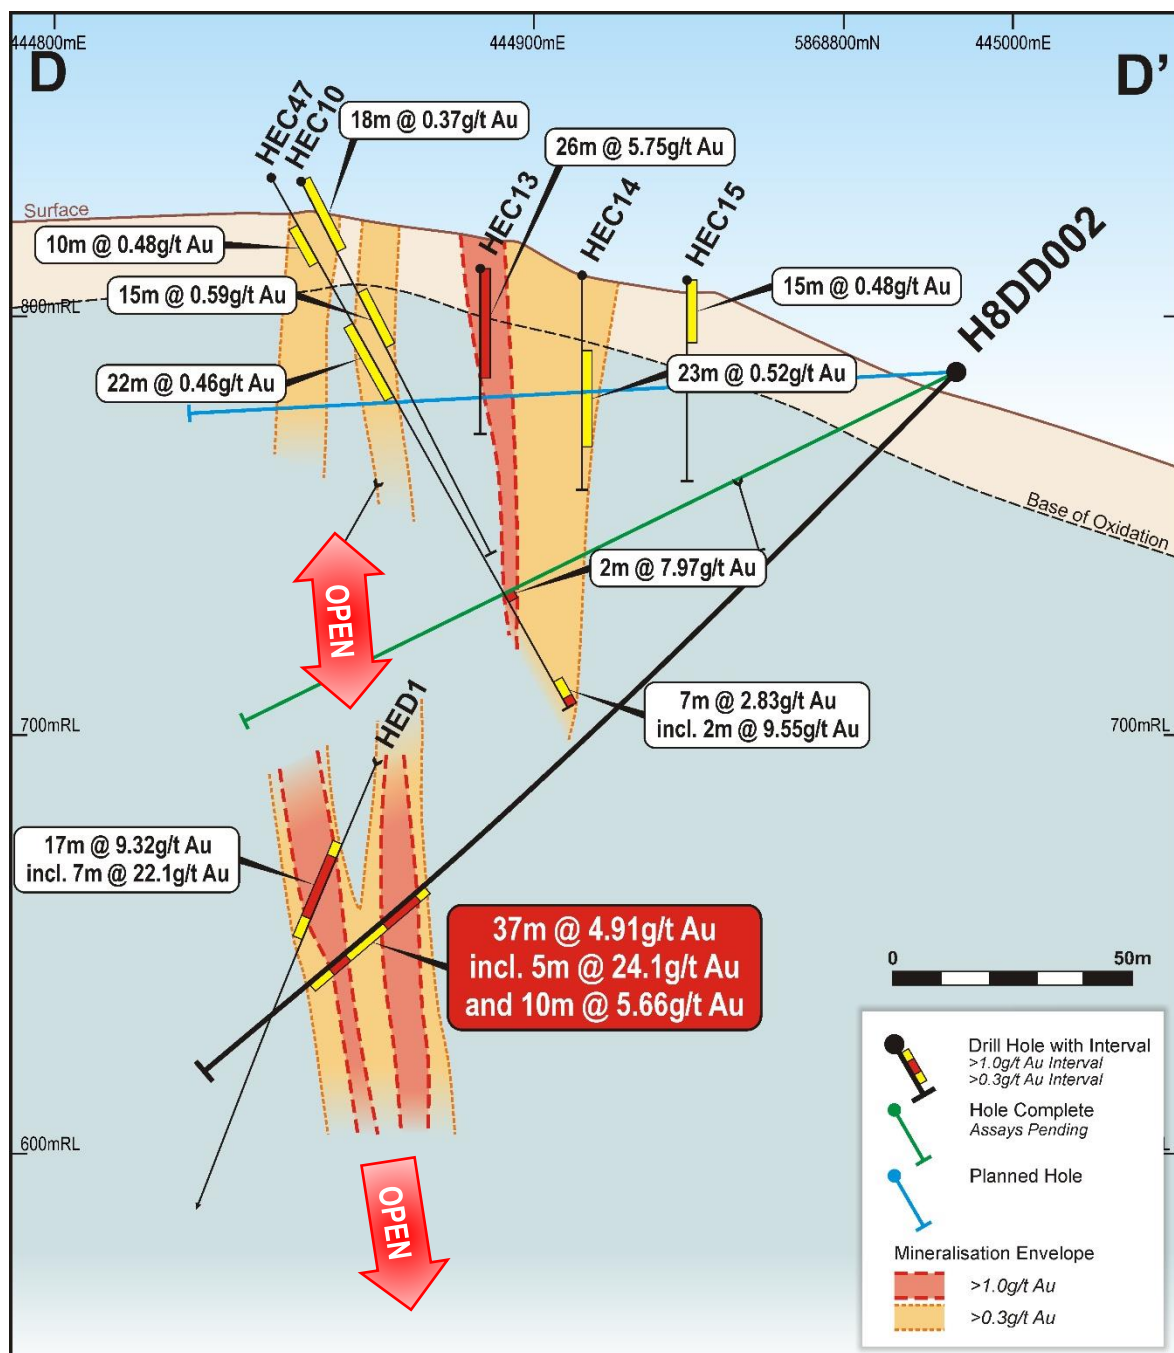 444800mE
444900mE
5868800mN
445000mE
D
D’
HEC47
HEC10
18m @ 0.37g/t Au
26m @ 5.75g/t Au
HEC13
HEC14
HEC15
H8DD002
Surface
10m @ 0.48g/t Au
15m @ 0.59g/t Au
15m @ 0.48g/t Au
800mRL
22m @ 0.46g/t Au
23m @ 0.52g/t Au
Base of Oxidation
OPEN
2m @ 7.97g/t Au
7m @ 2.83g/t Au
incl. 2m @ 9.55g/t Au
700mRL
700mRL
HED1
17m @ 9.32g/t Au
incl. 7m @ 22.1g/t Au
37m @ 4.91g/t Au
incl. 5m @ 24.1g/t Au
and 10m @ 5.66g/t Au
0
50m
600mRL
OPEN
Drill Hole with Interval
>1.0g/t Au Interval
>0.3g/t Au Interval
Hole Complete
Assays Pending
Planned Hole
Mineralisation Envelope
>1.0g/t Au
>0.3g/t Au